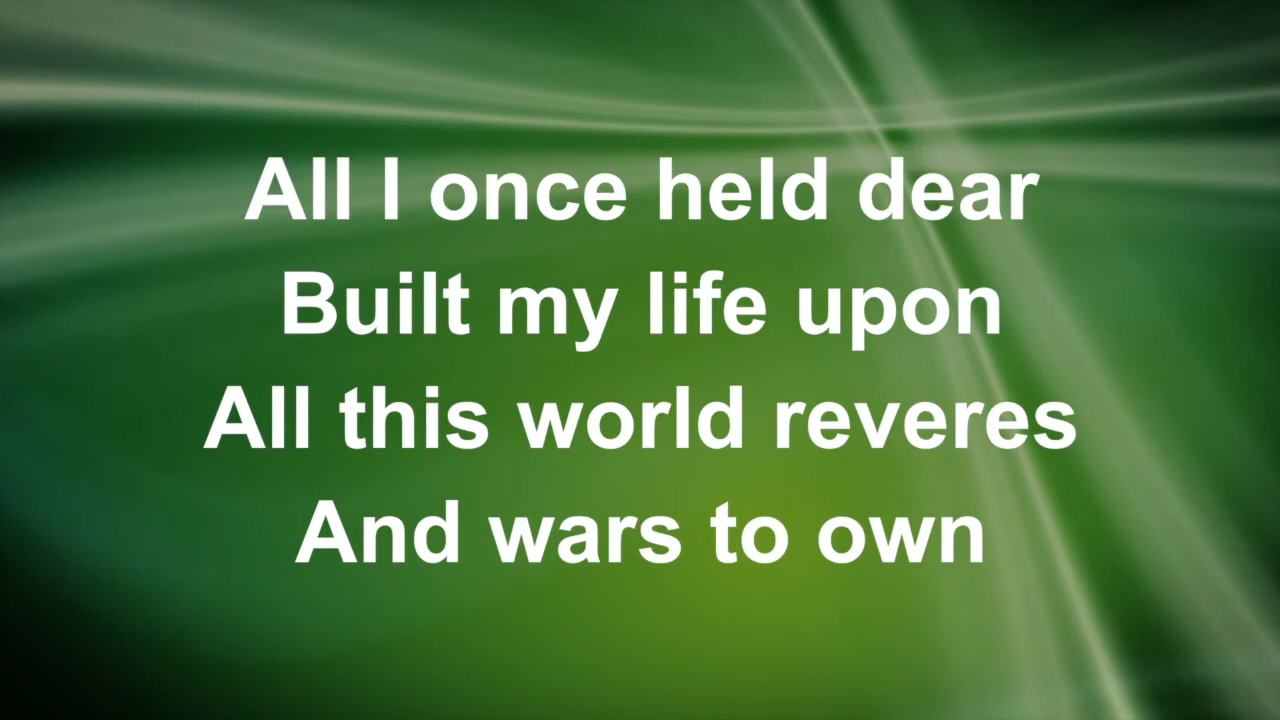 All I once held dear
Built my life upon
All this world reveres
And wars to own